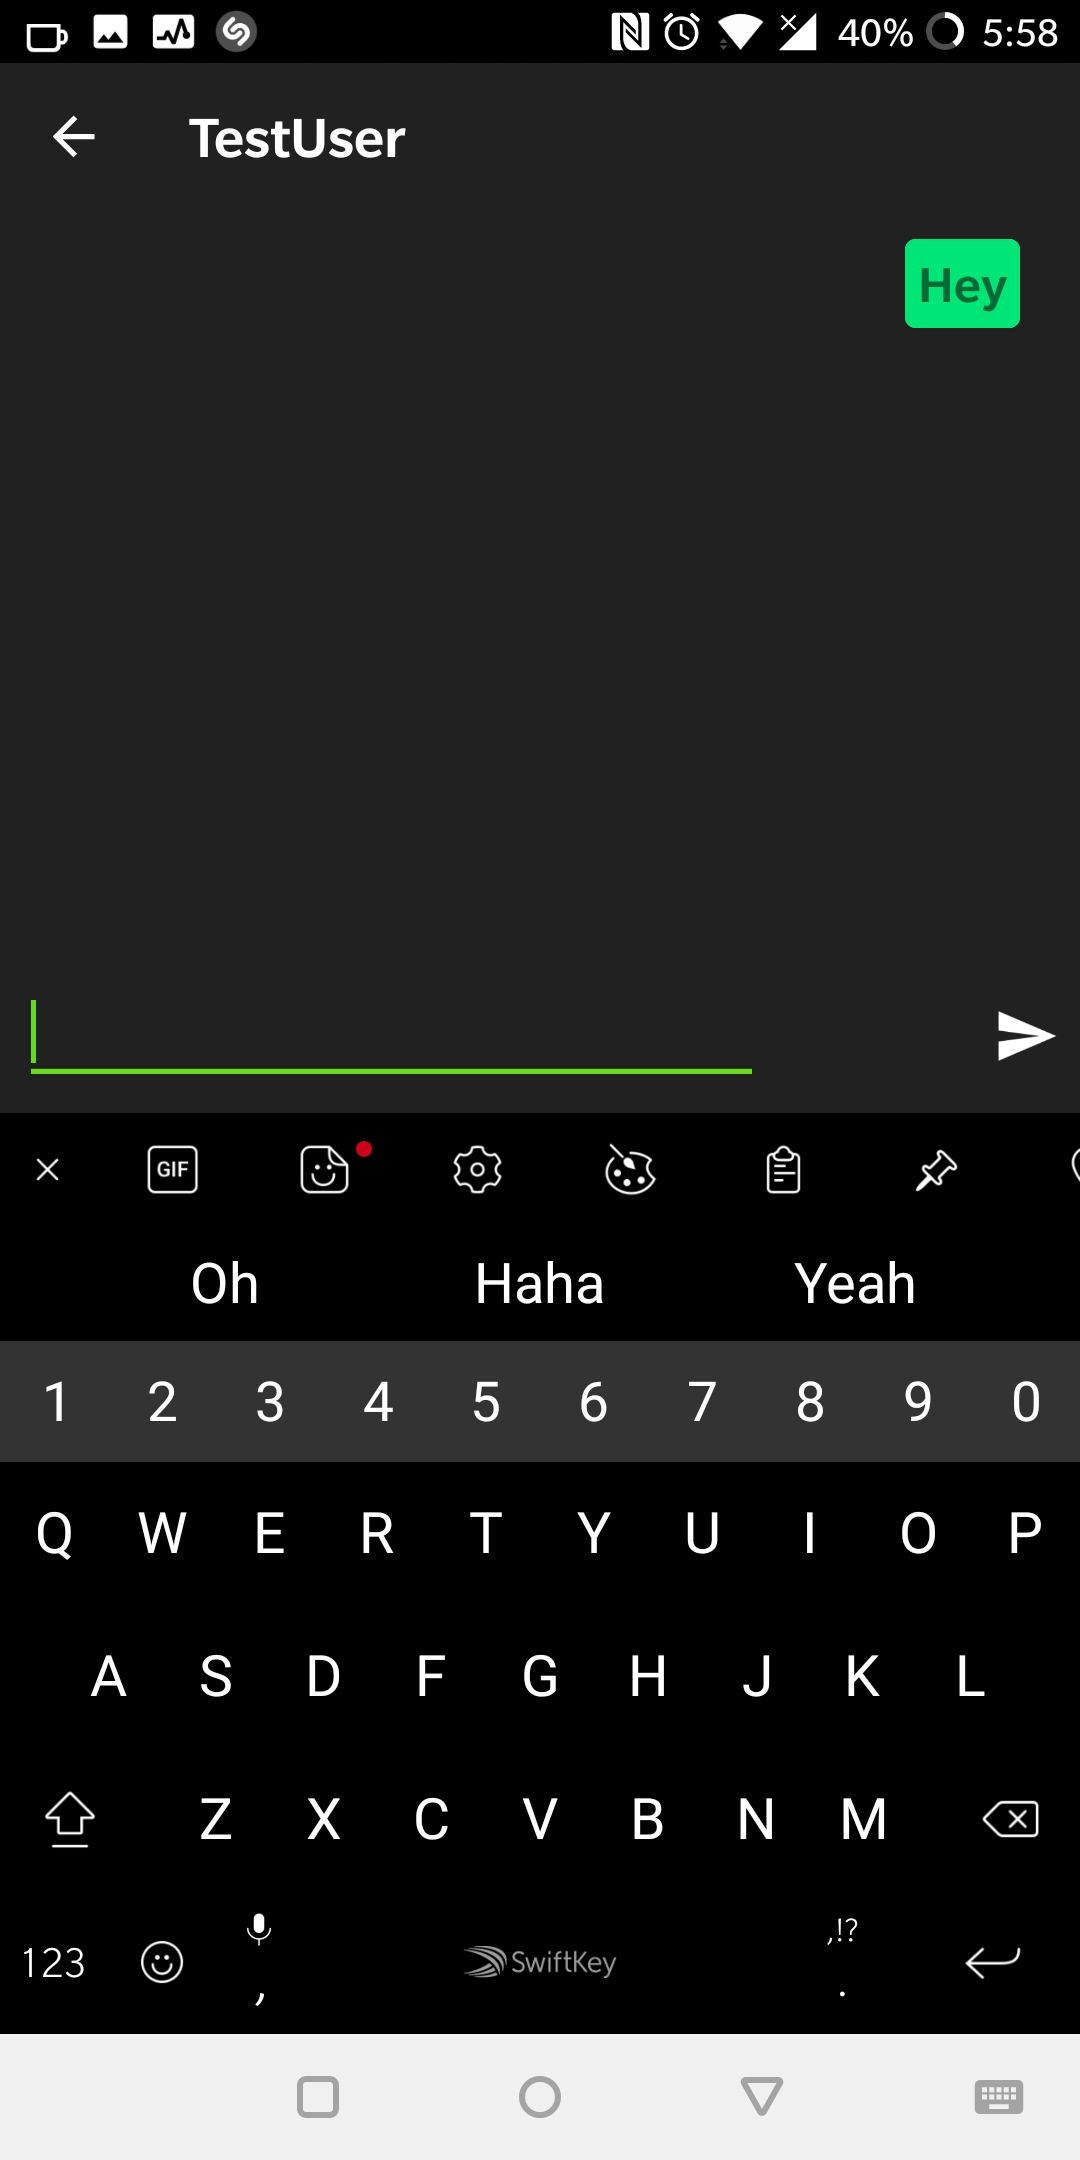 40% 5:58
TestUser
Hey
GIF
Oh Haha Yeah
1 2 3 4 5 6 7 8 9 0
Q W E R T Y U I O P
A S D F G H J K L
Z X C V B N M
,!?
123 , SwiftKey .